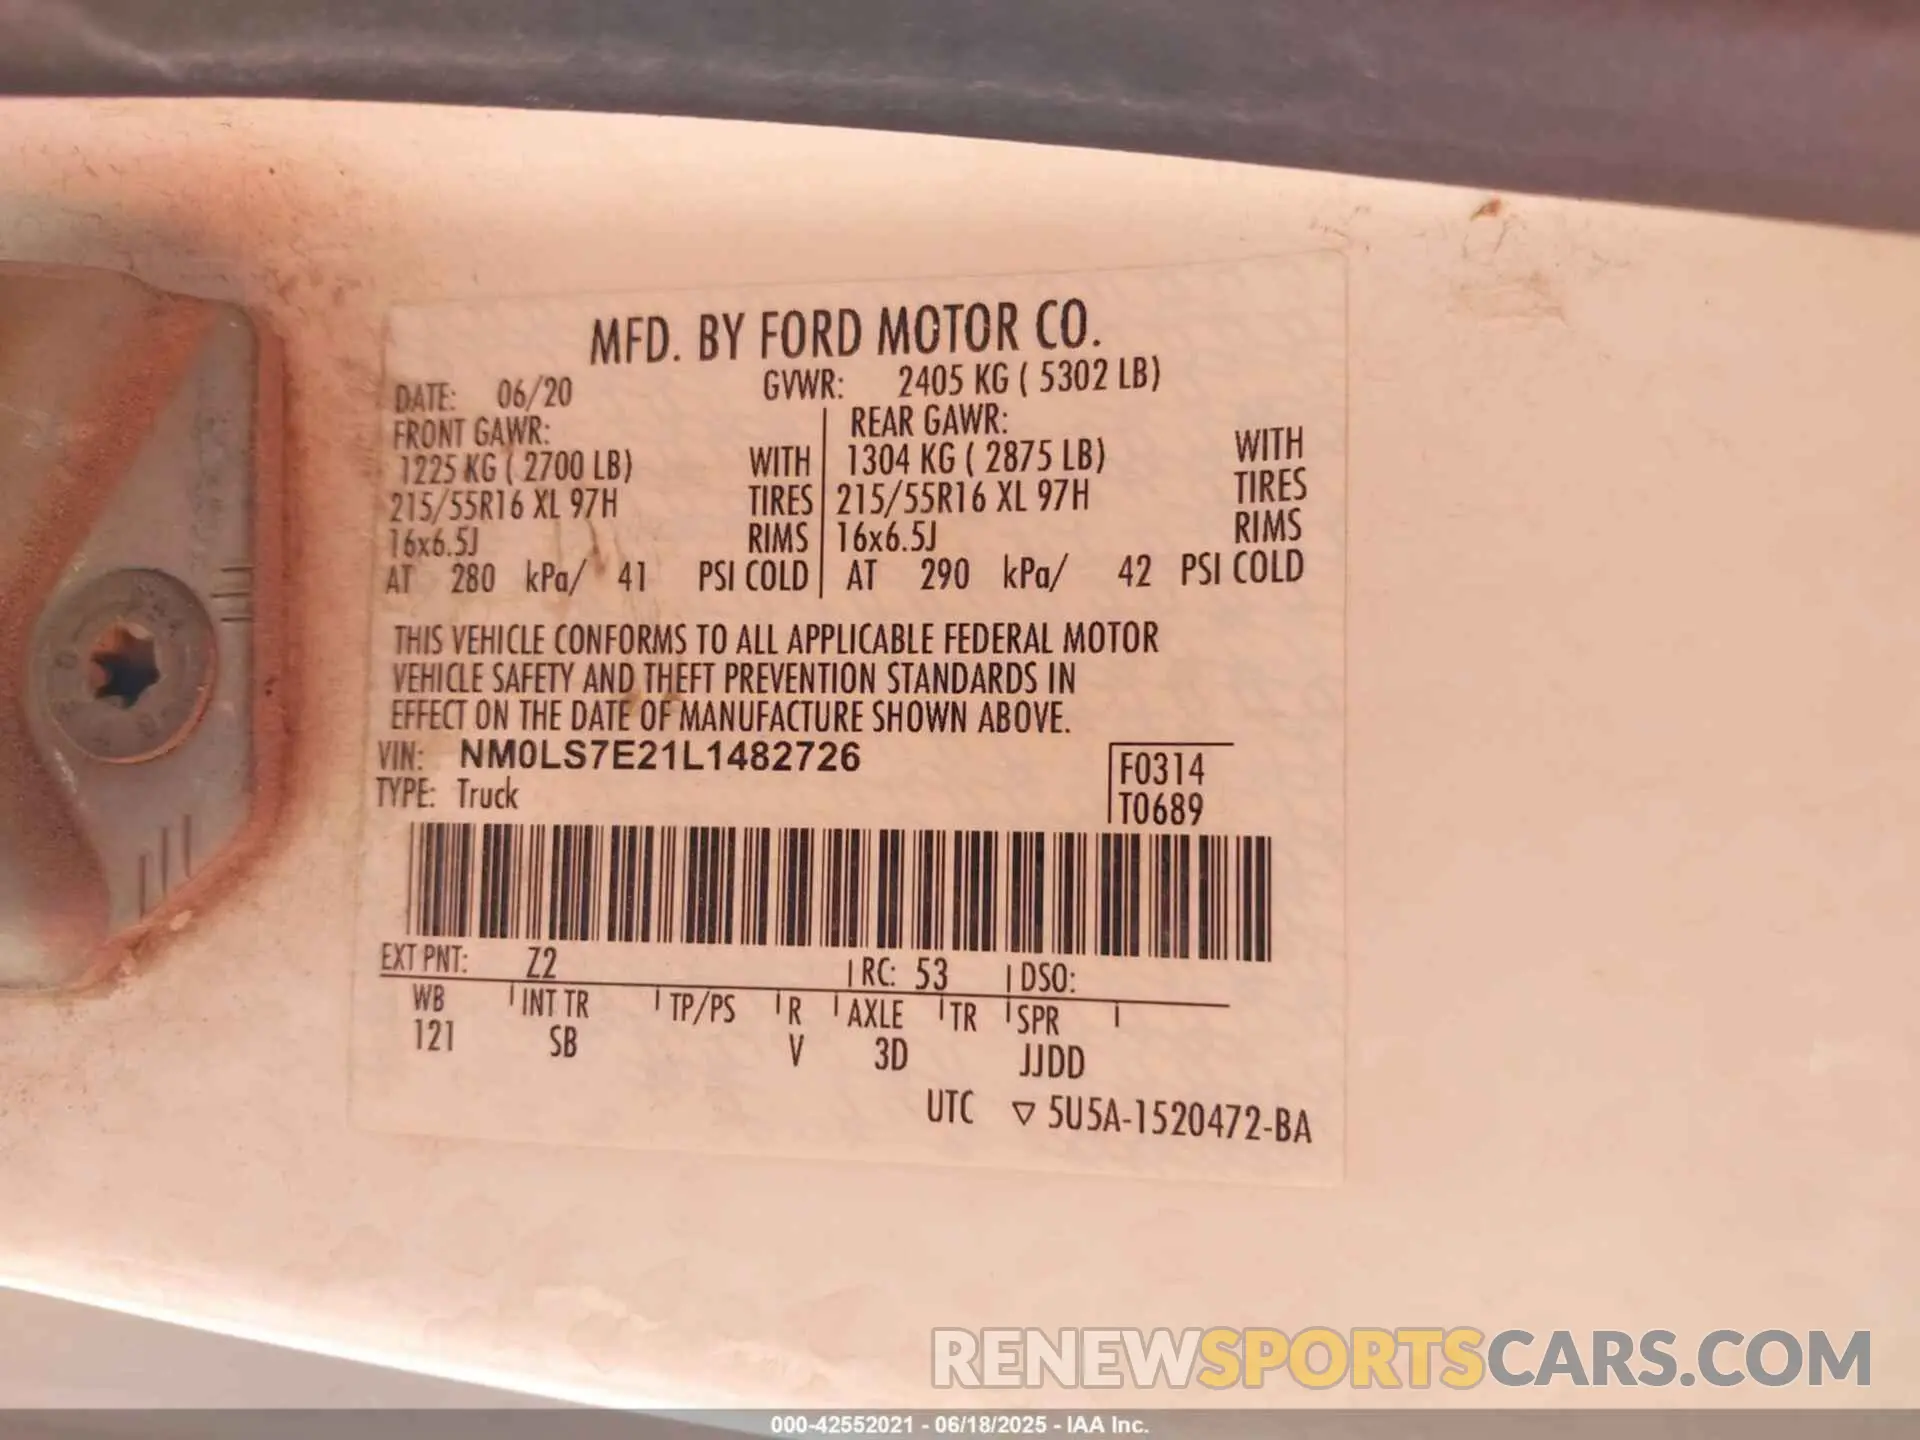 MFD. BY FORD MOTOR CO.
DATE: 06/20 GVWR: 2405 KG ( 5302 LB)
FRONT GAWR: REAR GAWR:
1225 KG ( 2700 LB) WITH 1304 KG ( 2875 LB) WITH
215/55R16 XL 97H TIRES 215/55R16 XL 97H TIRES
16x6.5J RIMS 16x6.5J RIMS
AT 280 kPa/ 41 PSI COLD AT 290 kPa/ 42 PSI COLD
THIS VEHICLE CONFORMS TO ALL APPLICABLE FEDERAL MOTOR
VEHICLE SAFETY AND THEFT PREVENTION STANDARDS IN
EFFECT ON THE DATE OF MANUFACTURE SHOWN ABOVE.
VIN: NM0LS7E21L1482726 F0314
TYPE: Truck T0689
EXT PNT: Z2 RC: 53 DSO:
WB INT TR TP/PS R AXLE TR SPR
121 SB V 3D JJDD
UTC ▽ 5U5A-1520472-BA
RENEWSPORTSCARS.COM
000-42552021 - 06/18/2025 - IAA Inc.